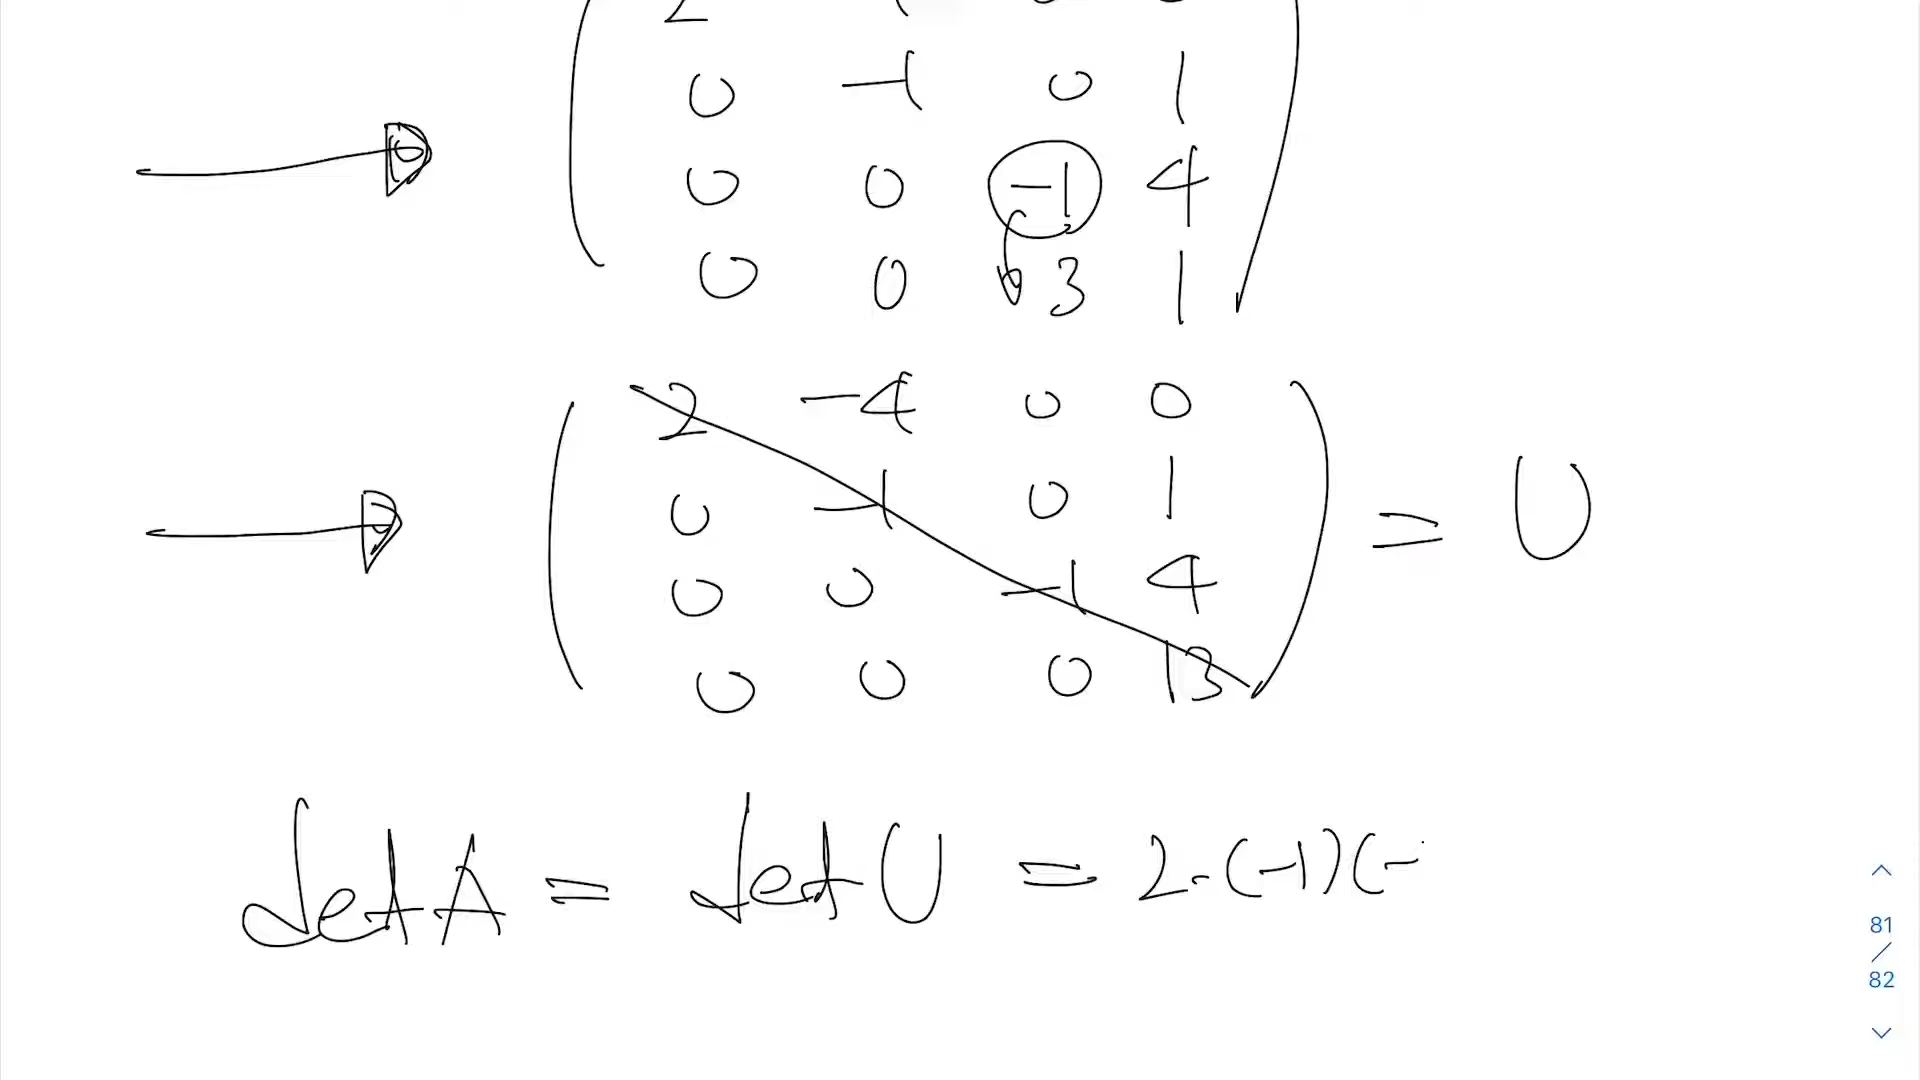 0 -1 0 1
0 0 -1 4
0 0 3 1
2 -4 0 0
0 -1 0 1 = U
0 0 -1 4
0 0 0 13
det A = det U = 2·(-1)(-
81
/
82